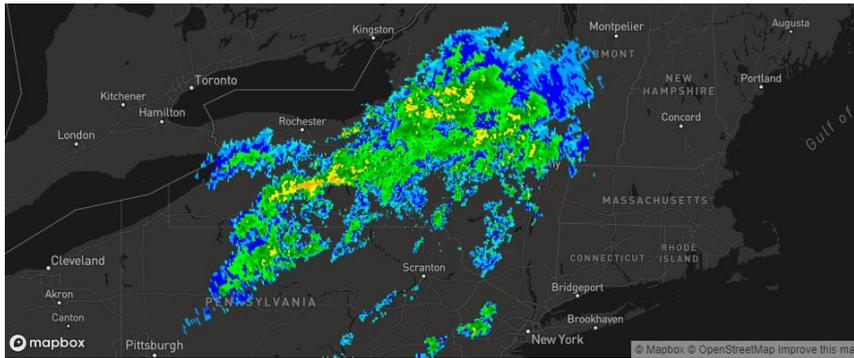 Montpelier
Augusta
Kingston
RMONT
Toronto
NEW
HAMPSHIRE
Portland
Kitchener
Hamilton
Rochester
Concord
London
Gulf of
MASSACHUSETTS
Cleveland
CONNECTICUT
RHODE
ISLAND
Scranton
Akron
PENNSYLVANIA
Bridgeport
Canton
Brookhaven
mapbox
Pittsburgh
New York
© Mapbox © OpenStreetMap Improve this ma